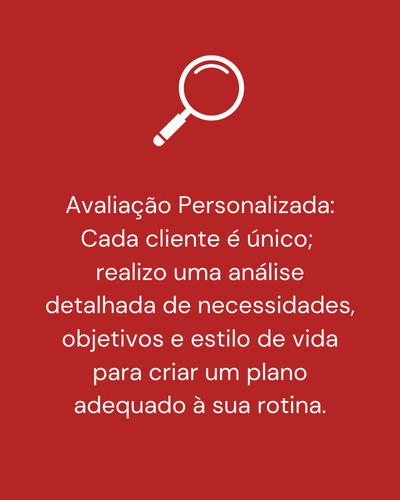 Avaliação Personalizada:
Cada cliente é único;
realizo uma análise
detalhada de necessidades,
objetivos e estilo de vida
para criar um plano
adequado à sua rotina.